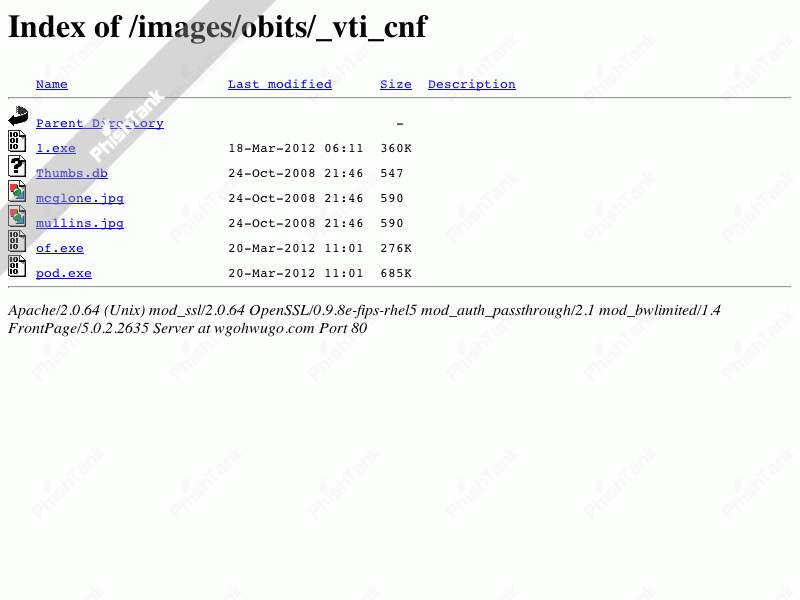 Index of /images/obits/_vti_cnf
Name Last modified Size Description
Parent Directory -
1.exe 18-Mar-2012 06:11 360K
Thumbs.db 24-Oct-2008 21:46 547
mcglone.jpg 24-Oct-2008 21:46 590
mullins.jpg 24-Oct-2008 21:46 590
of.exe 20-Mar-2012 11:01 276K
pod.exe 20-Mar-2012 11:01 685K
Apache/2.0.64 (Unix) mod_ssl/2.0.64 OpenSSL/0.9.8e-fips-rhel5 mod_auth_passthrough/2.1 mod_bwlimited/1.4
FrontPage/5.0.2.2635 Server at wgohwugo.com Port 80
PhishTank